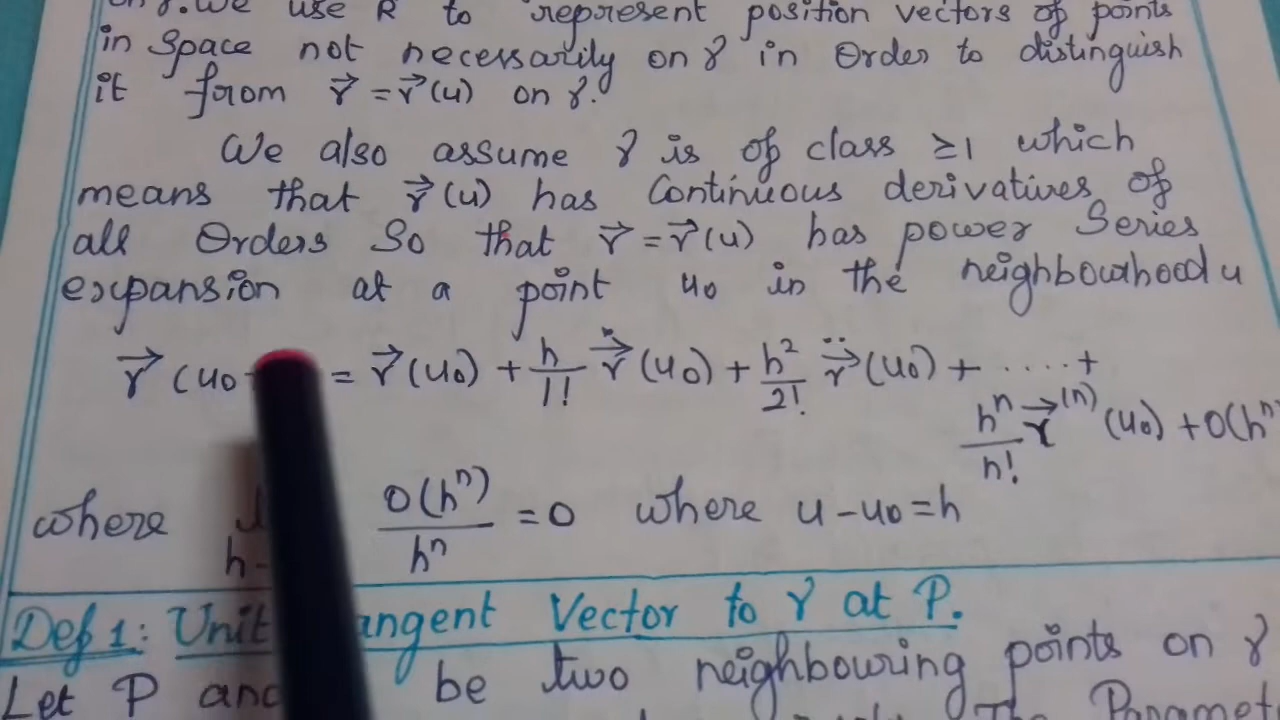 on γ. We use R to represent position vectors of points
in Space not necessarily on γ in Order to distinguish
it from r⃗ = r⃗(u) on γ.
We also assume γ is of class ≥1 which
means that r⃗(u) has Continuous derivatives of
all Orders So that r⃗ = r⃗(u) has power Series
expansion at a point u₀ in the neighbourhood u
r⃗(u₀ = r⃗(u₀) + h/1! ṙ⃗(u₀) + h²/2! r̈⃗(u₀) + ..... +
hⁿ/n! r⃗⁽ⁿ⁾(u₀) + O(hⁿ
where O(hⁿ)/hⁿ = 0 where u - u₀ = h
h
Def 1: Unit Tangent Vector to γ at P.
Let P and be two neighbouring points on γ
The Paramet